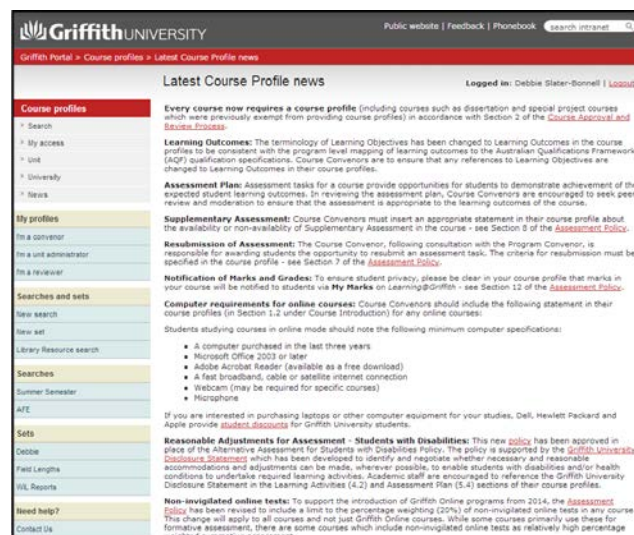 Griffith UNIVERSITY
Public website | Feedback | Phonebook
search intranet
Griffith Portal > Course profiles > Latest Course Profile news
Latest Course Profile news
Logged in: Debbie Slater-Bonnell | Logout
Course profiles
Search
My access
Unit
University
News
My profiles
I'm a convenor
I'm a unit administrator
I'm a reviewer
Searches and sets
New search
New set
Library Resource search
Searches
Summer Semester
AFE
Sets
Debbie
Field Lengths
WIL Reports
Need help?
Contact Us
Every course now requires a course profile (including courses such as dissertation and special project courses
which were previously exempt from providing course profiles) in accordance with Section 2 of the Course Approval and
Review Process.
Learning Outcomes: The terminology of Learning Objectives has been changed to Learning Outcomes in the course
profiles to be consistent with the program level mapping of learning outcomes to the Australian Qualifications Framework
(AQF) qualification specifications. Course Convenors are to ensure that any references to Learning Objectives are
changed to Learning Outcomes in their course profiles.
Assessment Plan: Assessment tasks for a course provide opportunities for students to demonstrate achievement of the
expected student learning outcomes. In reviewing the assessment plan, Course Convenors are encouraged to seek peer
review and moderation to ensure that the assessment is appropriate to the learning outcomes of the course.
Supplementary Assessment: Course Convenors must insert an appropriate statement in their course profile about
the availability or non-availability of Supplementary Assessment in the course - see Section 8 of the Assessment Policy.
Resubmission of Assessment: The Course Convenor, following consultation with the Program Convenor, is
responsible for awarding students the opportunity to resubmit an assessment task. The criteria for resubmission must be
specified in the course profile - see Section 7 of the Assessment Policy.
Notification of Marks and Grades: To ensure student privacy, please be clear in your course profile that marks in
your course will be notified to students via My Marks on Learning@Griffith - see Section 12 of the Assessment Policy.
Computer requirements for online courses: Course Convenors should include the following statement in their
course profiles (in Section 1.2 under Course Introduction) for any online courses:
Students studying courses in online mode should note the following minimum computer specifications:
A computer purchased in the last three years
Microsoft Office 2003 or later
Adobe Acrobat Reader (available as a free download)
A fast broadband, cable or satellite internet connection
Webcam (may be required for specific courses)
Microphone
If you are interested in purchasing laptops or other computer equipment for your studies, Dell, Hewlett Packard and
Apple provide student discounts for Griffith University students.
Reasonable Adjustments for Assessment - Students with Disabilities: This new policy has been approved in
place of the Alternative Assessment for Students with Disabilities Policy. The policy is supported by the Griffith University
Disclosure Statement which has been developed to identify and negotiate whether necessary and reasonable
accommodations and adjustments can be made, wherever possible, to enable students with disabilities and/or health
conditions to undertake required learning activities. Academic staff are encouraged to reference the Griffith University
Disclosure Statement in the Learning Activities (4.2) and Assessment Plan (5.4) sections of their course profiles.
Non-invigilated online tests: To support the introduction of Griffith Online programs from 2014, the Assessment
Policy has been revised to include a limit to the percentage weighting (20%) of non-invigilated online tests in any course.
This change will apply to all courses and not just Griffith Online courses. While some courses primarily use these for
formative assessment, there are some courses which include non-invigilated online tests as relatively high percentage